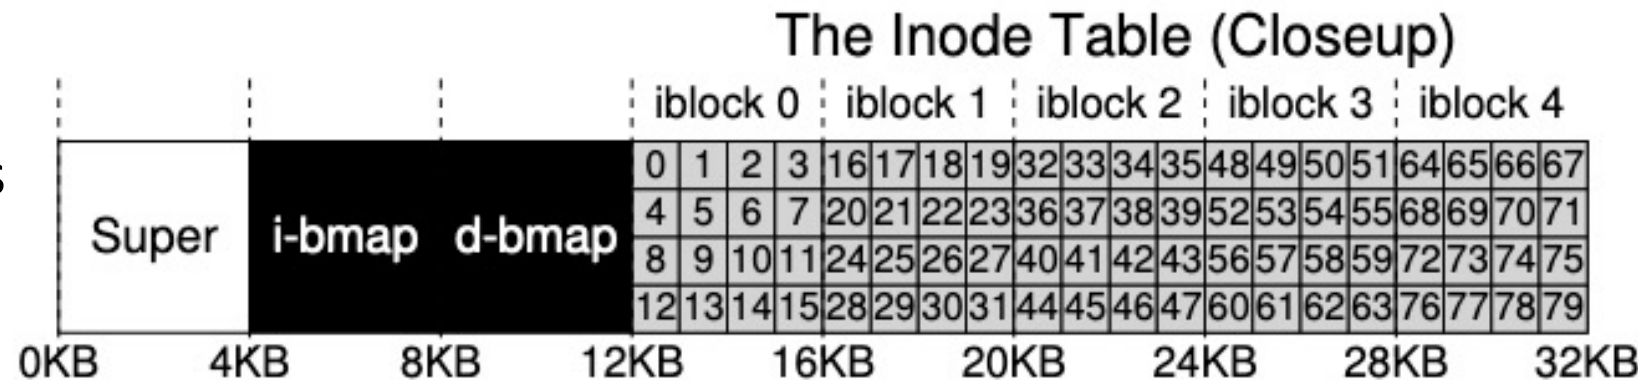 The Inode Table (Closeup)
iblock 0 iblock 1 iblock 2 iblock 3 iblock 4
s
Super i-bmap d-bmap
0 1 2 3 16 17 18 19 32 33 34 35 48 49 50 51 64 65 66 67
4 5 6 7 20 21 22 23 36 37 38 39 52 53 54 55 68 69 70 71
8 9 10 11 24 25 26 27 40 41 42 43 56 57 58 59 72 73 74 75
12 13 14 15 28 29 30 31 44 45 46 47 60 61 62 63 76 77 78 79
0KB 4KB 8KB 12KB 16KB 20KB 24KB 28KB 32KB